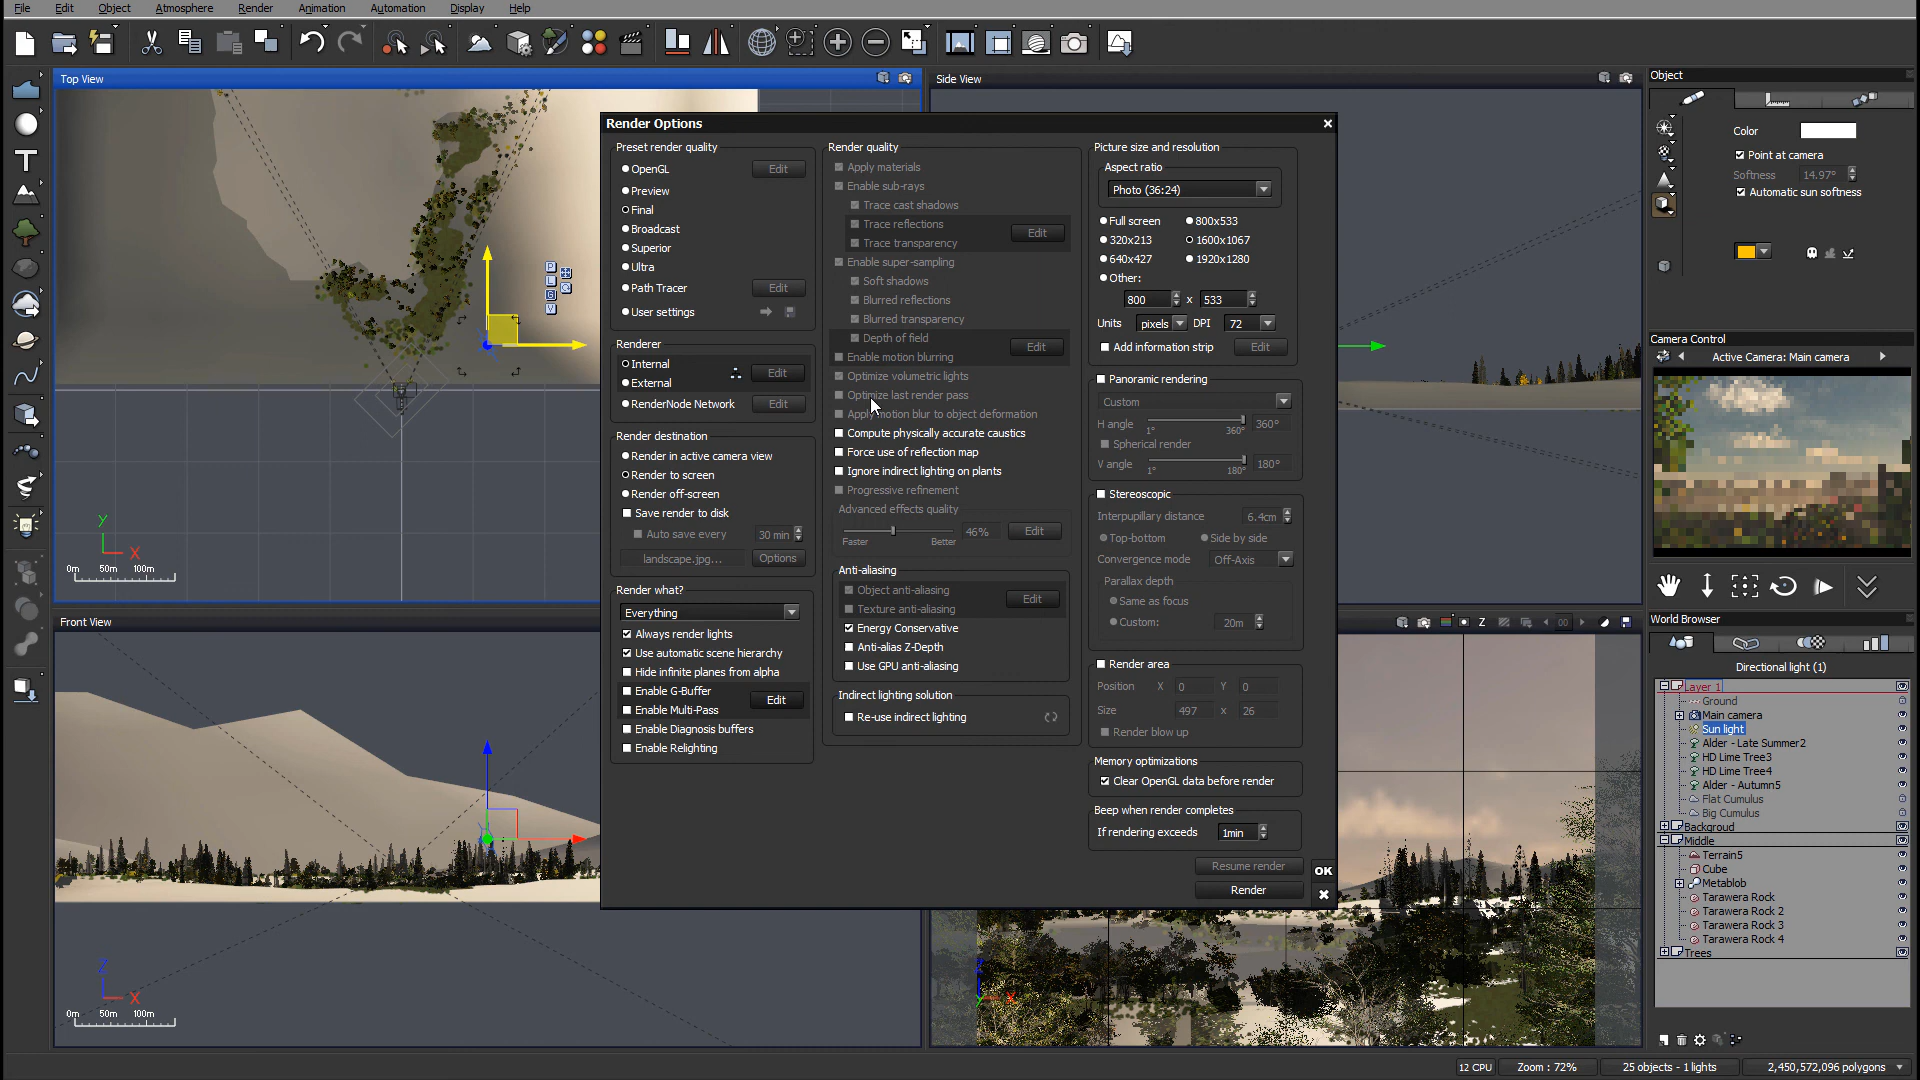 File Edit Object Atmosphere Render Animation Automation Display Help
Top View
Side View
Object
Color
Point at camera
Softness 14.97°
Automatic sun softness
Render Options
Preset render quality
OpenGL Edit
Preview
Final
Broadcast
Superior
Ultra
Path Tracer Edit
User settings
Renderer
Internal Edit
External
RenderNode Network Edit
Render destination
Render in active camera view
Render to screen
Render off-screen
Save render to disk
Auto save every 30 min
landscape.jpg... Options
Render what?
Everything
Always render lights
Use automatic scene hierarchy
Hide infinite planes from alpha
Enable G-Buffer Edit
Enable Multi-Pass
Enable Diagnosis buffers
Enable Relighting
Render quality
Apply materials
Enable sub-rays
Trace cast shadows
Trace reflections Edit
Trace transparency
Enable super-sampling
Soft shadows
Blurred reflections
Blurred transparency
Depth of field Edit
Enable motion blurring
Optimize volumetric lights
Optimize last render pass
Apply motion blur to object deformation
Compute physically accurate caustics
Force use of reflection map
Ignore indirect lighting on plants
Progressive refinement
Advanced effects quality
46% Edit
Faster Better
Anti-aliasing
Object anti-aliasing Edit
Texture anti-aliasing
Energy Conservative
Anti-alias Z-Depth
Use GPU anti-aliasing
Indirect lighting solution
Re-use indirect lighting
Picture size and resolution
Aspect ratio
Photo (36:24)
Full screen 800x533
320x213 1600x1067
640x427 1920x1280
Other:
800 x 533
Units pixels DPI 72
Add information strip Edit
Panoramic rendering
Custom
H angle 1° 360° 360°
Spherical render
V angle 1° 180° 180°
Stereoscopic
Interpupillary distance 6.4cm
Top-bottom Side by side
Convergence mode Off-Axis
Parallax depth
Same as focus
Custom: 20m
Render area
Position X 0 Y 0
Size 497 x 26
Render blow up
Memory optimizations
Clear OpenGL data before render
Beep when render completes
If rendering exceeds 1min
Resume render
OK
Render
P
L
G
V
Y
X
0m 50m 100m
Front View
Z
X
0m 50m 100m
Z 00
Z
Y X
Camera Control
Active Camera: Main camera
World Browser
Directional light (1)
Layer 1
Ground
Main camera
Sun light
Alder - Late Summer2
HD Lime Tree3
HD Lime Tree4
Alder - Autumn5
Flat Cumulus
Big Cumulus
Backgroud
Middle
Terrain5
Cube
Metablob
Tarawera Rock
Tarawera Rock 2
Tarawera Rock 3
Tarawera Rock 4
Trees
12 CPU Zoom : 72% 25 objects - 1 lights 2,450,572,096 polygons